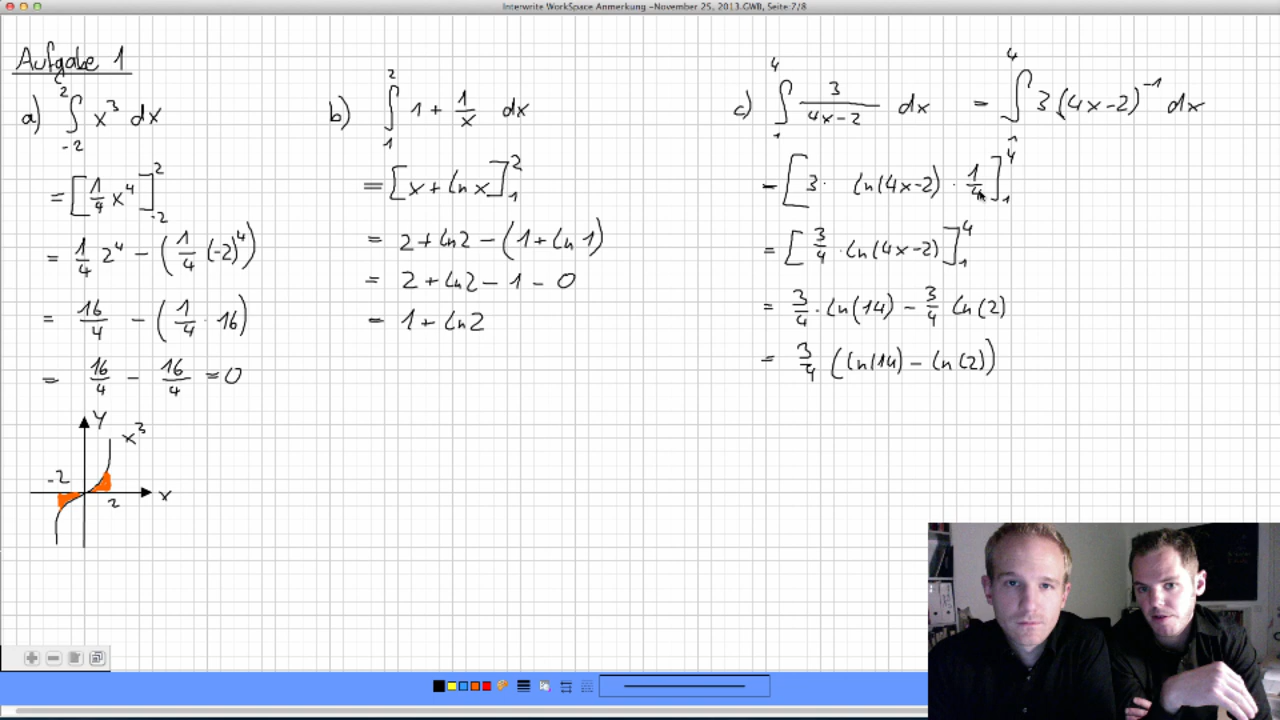 Interwrite WorkSpace Anmerkung -November 25, 2013.GWB, Seite 7/8
Aufgabe 1
a) ∫_{-2}^{2} x³ dx
= [1/4 x⁴]_{-2}^{2}
= 1/4 2⁴ - (1/4 (-2)⁴)
= 16/4 - (1/4 · 16)
= 16/4 - 16/4 = 0
y
x³
-2
2
x
b) ∫_{1}^{2} 1 + 1/x dx
= [x + ln x]_{1}^{2}
= 2 + ln2 - (1 + ln 1)
= 2 + ln2 - 1 - 0
= 1 + ln2
c) ∫_{1}^{4} 3/(4x-2) dx = ∫_{1}^{4} 3 (4x-2)⁻¹ dx
= [3 · ln(4x-2) · 1/4]_{1}^{4}
= [3/4 · ln(4x-2)]_{1}^{4}
= 3/4 · ln(14) - 3/4 ln(2)
= 3/4 (ln(14) - ln(2))